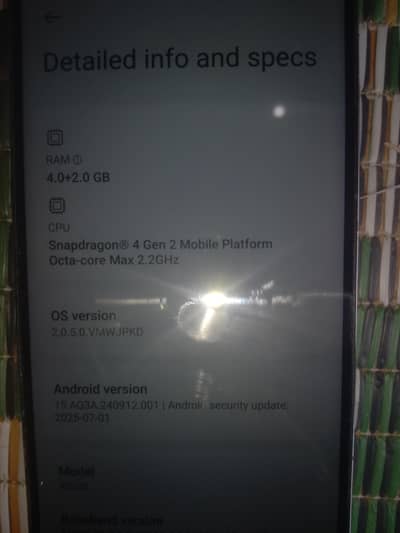 Detailed info and specs
RAM ⓘ
4.0+2.0 GB
CPU
Snapdragon® 4 Gen 2 Mobile Platform
Octa-core Max 2.2GHz
OS version
2.0.5.0.VMWJPKD
Android version
15 AQ3A.240912.001 | Android security update:
2025-07-01
Model
Baseband version